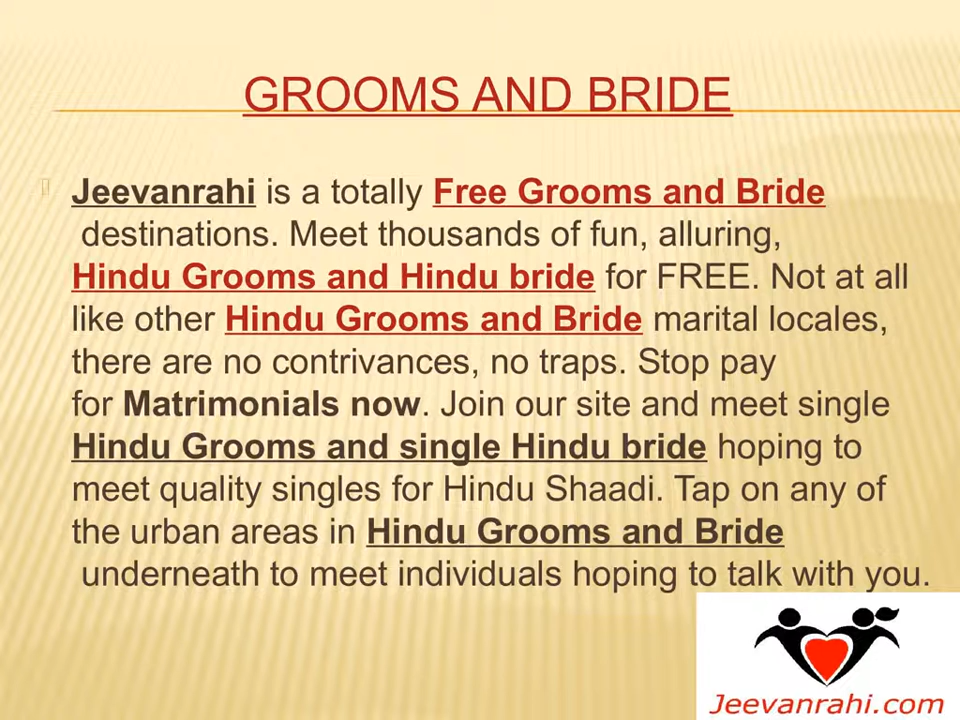 GROOMS AND BRIDE
Jeevanrahi is a totally Free Grooms and Bride
destinations. Meet thousands of fun, alluring,
Hindu Grooms and Hindu bride for FREE. Not at all
like other Hindu Grooms and Bride marital locales,
there are no contrivances, no traps. Stop pay
for Matrimonials now. Join our site and meet single
Hindu Grooms and single Hindu bride hoping to
meet quality singles for Hindu Shaadi. Tap on any of
the urban areas in Hindu Grooms and Bride
underneath to meet individuals hoping to talk with you.
Jeevanrahi.com